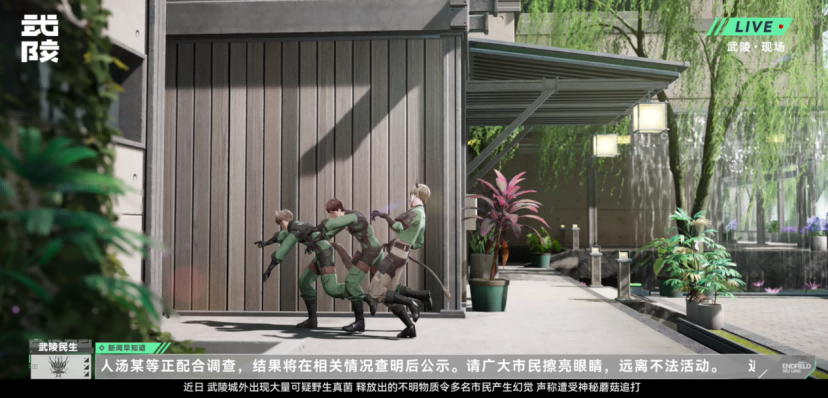 武陵
LIVE
武陵·现场
武陵民生
新闻早知道
人汤某等正配合调查，结果将在相关情况查明后公示。请广大市民擦亮眼睛，远离不法活动。
ENDFIELD
近日 武陵城外出现大量可疑野生真菌 释放出的不明物质令多名市民产生幻觉 声称遭受神秘蘑菇追打